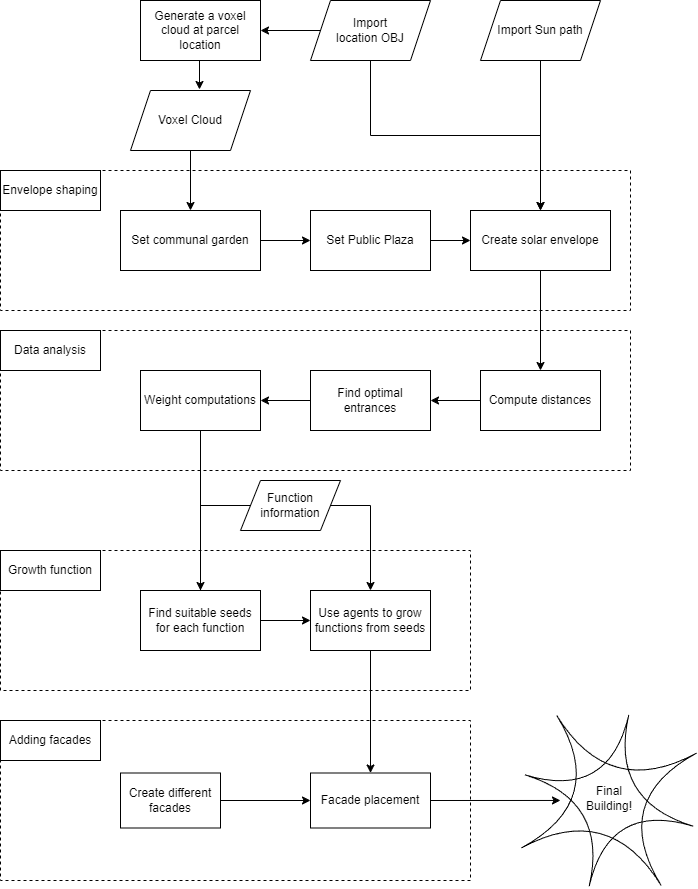 Generate a voxel
cloud at parcel
location
Import
location OBJ
Import Sun path
Voxel Cloud
Envelope shaping
Set communal garden
Set Public Plaza
Create solar envelope
Data analysis
Weight computations
Find optimal
entrances
Compute distances
Function
information
Growth function
Find suitable seeds
for each function
Use agents to grow
functions from seeds
Adding facades
Create different
facades
Facade placement
Final
Building!